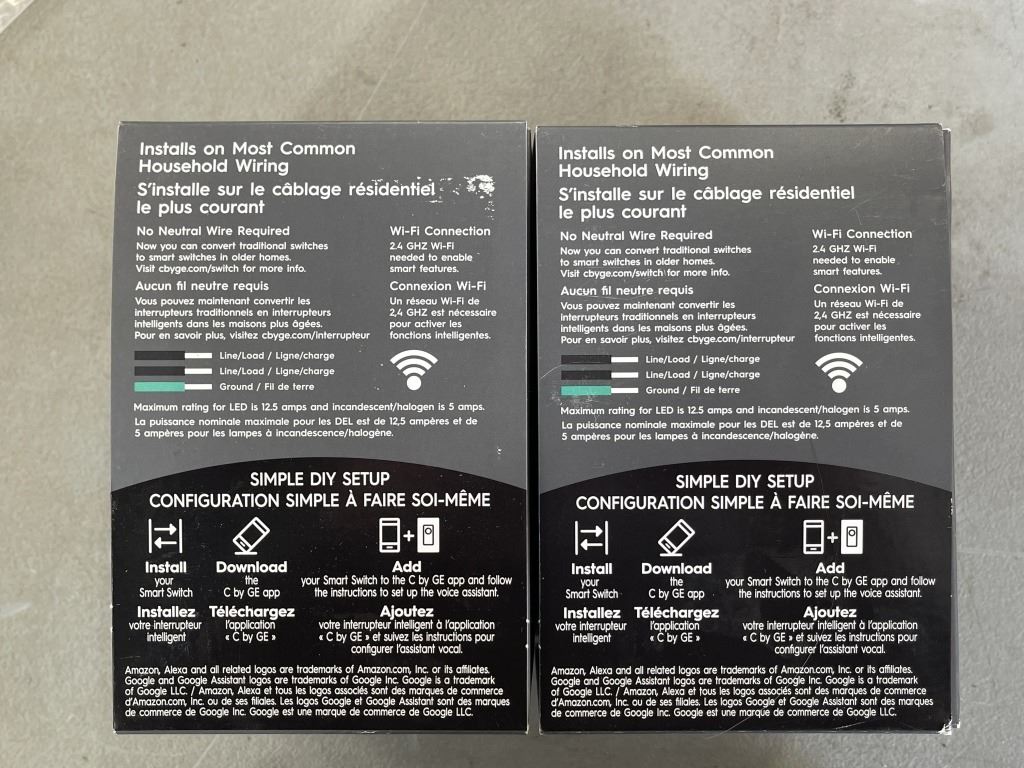 Installs on Most Common
Household Wiring
S'installe sur le câblage résidentiel
le plus courant
No Neutral Wire Required
Now you can convert traditional switches
to smart switches in older homes.
Visit cbyge.com/switch for more info.
Aucun fil neutre requis
Vous pouvez maintenant convertir les
interrupteurs traditionnels en interrupteurs
intelligents dans les maisons plus âgées.
Pour en savoir plus, visitez cbyge.com/interrupteur
Wi-Fi Connection
2.4 GHZ Wi-Fi
needed to enable
smart features.
Connexion Wi-Fi
Un réseau Wi-Fi de
2,4 GHZ est nécessaire
pour activer les
fonctions intelligentes.
Line/Load / Ligne/charge
Line/Load / Ligne/charge
Ground / Fil de terre
Maximum rating for LED is 12.5 amps and incandescent/halogen is 5 amps.
La puissance nominale maximale pour les DEL est de 12,5 ampères et de
5 ampères pour les lampes à incandescence/halogène.
SIMPLE DIY SETUP
CONFIGURATION SIMPLE À FAIRE SOI-MÊME
Install
your
Smart Switch
Installez
votre interrupteur
intelligent
Download
the
C by GE app
Téléchargez
l'application
« C by GE »
+
Add
your Smart Switch to the C by GE app and follow
the instructions to set up the voice assistant.
Ajoutez
votre interrupteur intelligent à l'application
« C by GE » et suivez les instructions pour
configurer l'assistant vocal.
Amazon, Alexa and all related logos are trademarks of Amazon.com, Inc. or its affiliates.
Google and Google Assistant logos are trademarks of Google Inc. Google is a trademark
of Google LLC. / Amazon, Alexa et tous les logos associés sont des marques de commerce
d'Amazon.com, Inc. ou de ses filiales. Les logos Google et Google Assistant sont des marques
de commerce de Google Inc. Google est une marque de commerce de Google LLC.
Installs on Most Common
Household Wiring
S'installe sur le câblage résidentiel
le plus courant
No Neutral Wire Required
Now you can convert traditional switches
to smart switches in older homes.
Visit cbyge.com/switch for more info.
Aucun fil neutre requis
Vous pouvez maintenant convertir les
interrupteurs traditionnels en interrupteurs
intelligents dans les maisons plus âgées.
Pour en savoir plus, visitez cbyge.com/interrupteur
Wi-Fi Connection
2.4 GHZ Wi-Fi
needed to enable
smart features.
Connexion Wi-Fi
Un réseau Wi-Fi de
2,4 GHZ est nécessaire
pour activer les
fonctions intelligentes.
Line/Load / Ligne/charge
Line/Load / Ligne/charge
Ground / Fil de terre
Maximum rating for LED is 12.5 amps and incandescent/halogen is 5 amps.
La puissance nominale maximale pour les DEL est de 12,5 ampères et de
5 ampères pour les lampes à incandescence/halogène.
SIMPLE DIY SETUP
CONFIGURATION SIMPLE À FAIRE SOI-MÊME
Install
your
Smart Switch
Installez
votre interrupteur
intelligent
Download
the
C by GE app
Téléchargez
l'application
« C by GE »
+
Add
your Smart Switch to the C by GE app and follow
the instructions to set up the voice assistant.
Ajoutez
votre interrupteur intelligent à l'application
« C by GE » et suivez les instructions pour
configurer l'assistant vocal.
Amazon, Alexa and all related logos are trademarks of Amazon.com, Inc. or its affiliates.
Google and Google Assistant logos are trademarks of Google Inc. Google is a trademark
of Google LLC. / Amazon, Alexa et tous les logos associés sont des marques de commerce
d'Amazon.com, Inc. ou de ses filiales. Les logos Google et Google Assistant sont des marques
de commerce de Google Inc. Google est une marque de commerce de Google LLC.